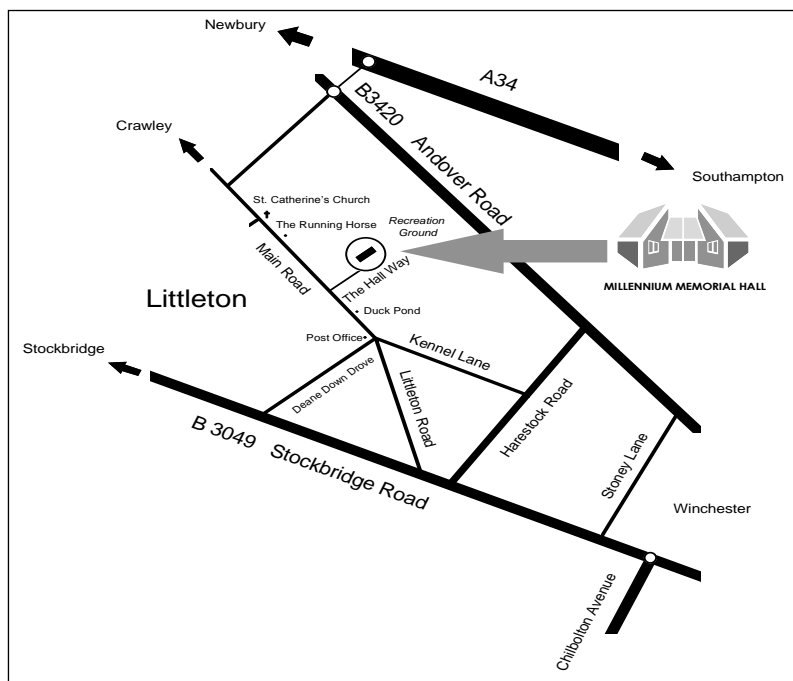 Newbury
A34
B3420 Andover Road
Crawley
Southampton
St. Catherine's Church
The Running Horse
Recreation
Ground
Main Road
The Hall Way
MILLENNIUM MEMORIAL HALL
Littleton
Duck Pond
Post Office
Kennel Lane
Stockbridge
Deane Down Drove
Littleton Road
Harestock Road
B 3049 Stockbridge Road
Stoney Lane
Winchester
Chilbolton Avenue